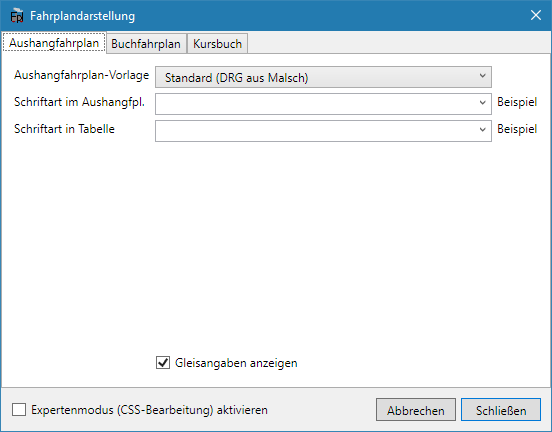 Fpl Fahrplandarstellung
Aushangfahrplan Buchfahrplan Kursbuch
Aushangfahrplan-Vorlage Standard (DRG aus Malsch)
Schriftart im Aushangfpl. Beispiel
Schriftart in Tabelle Beispiel
Gleisangaben anzeigen
Expertenmodus (CSS-Bearbeitung) aktivieren Abbrechen Schließen